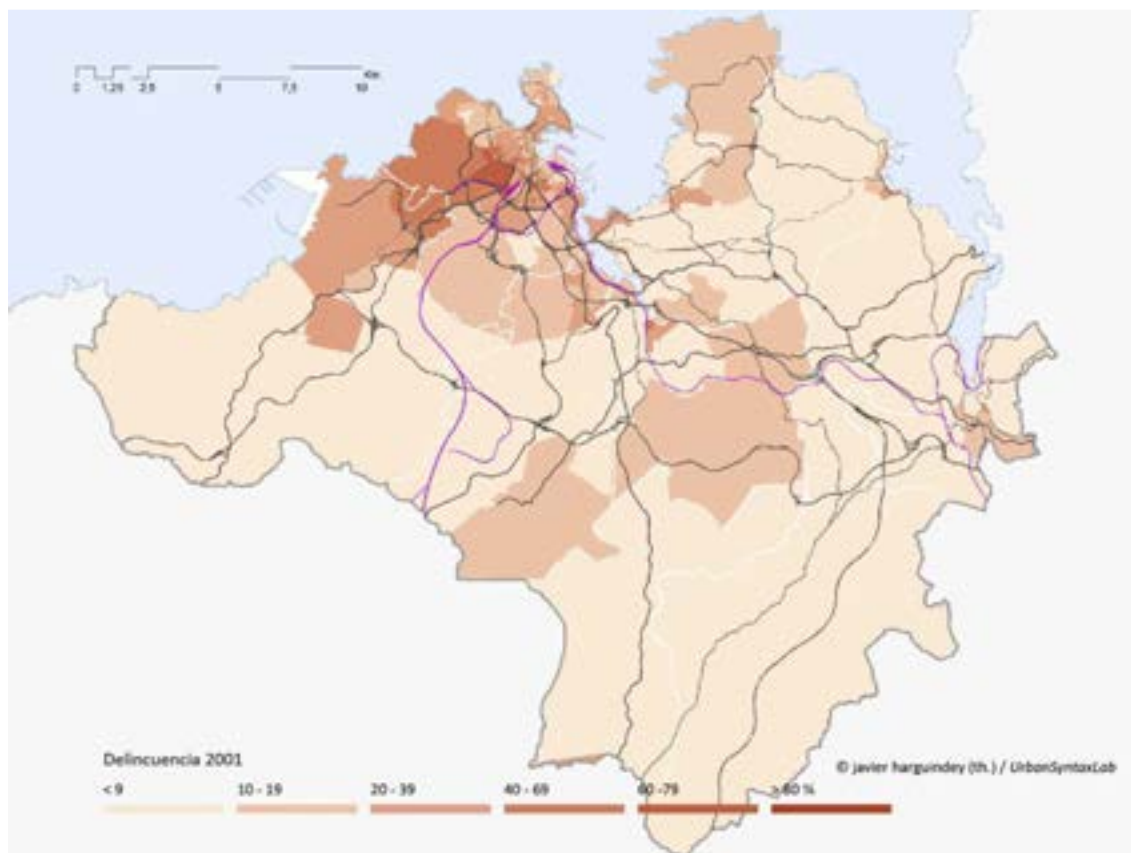 Km
0 1,25 2,5 5 7,5 10
Delincuencia 2001
© javier harguindey (th.) / UrbanSyntaxLab
< 9 10 - 19 20 - 39 40 - 69 60 -79 > 80 %